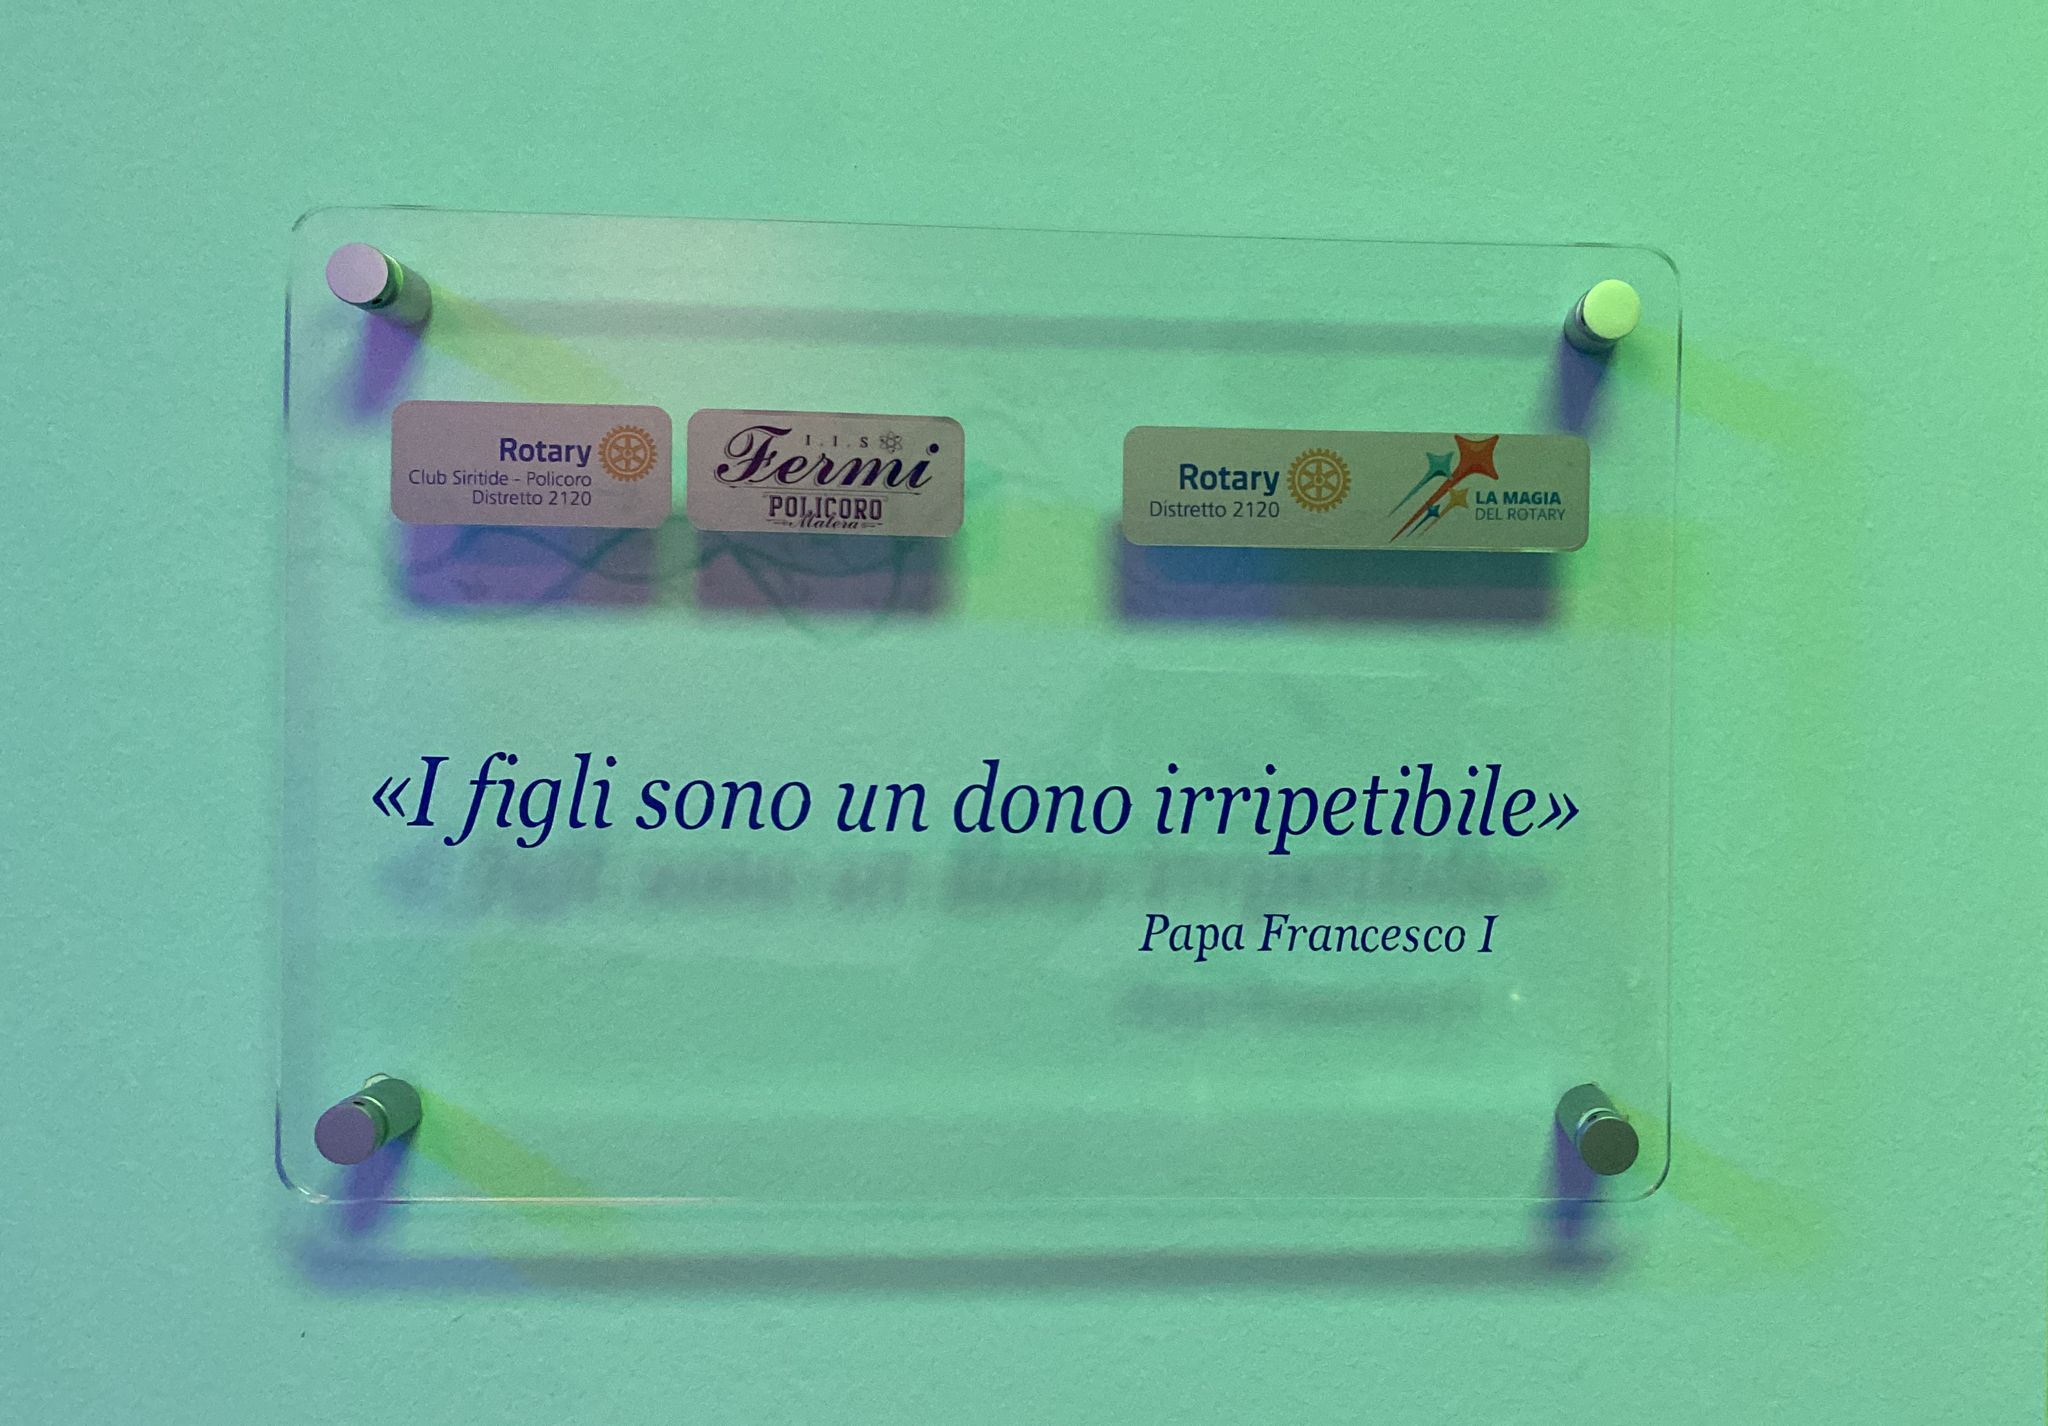 Rotary
Club Siritide - Policoro
Distretto 2120
I.I.S
Fermi
POLICORO
Matera
Rotary
Distretto 2120
LA MAGIA
DEL ROTARY
«I figli sono un dono irripetibile»
Papa Francesco I